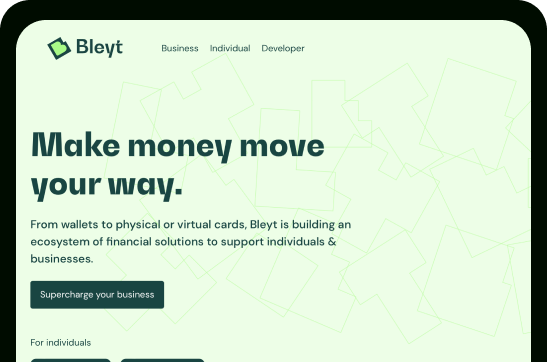 Bleyt
Business Individual Developer
Make money move
your way.
From wallets to physical or virtual cards, Bleyt is building an
ecosystem of financial solutions to support individuals &
businesses.
Supercharge your business
For individuals